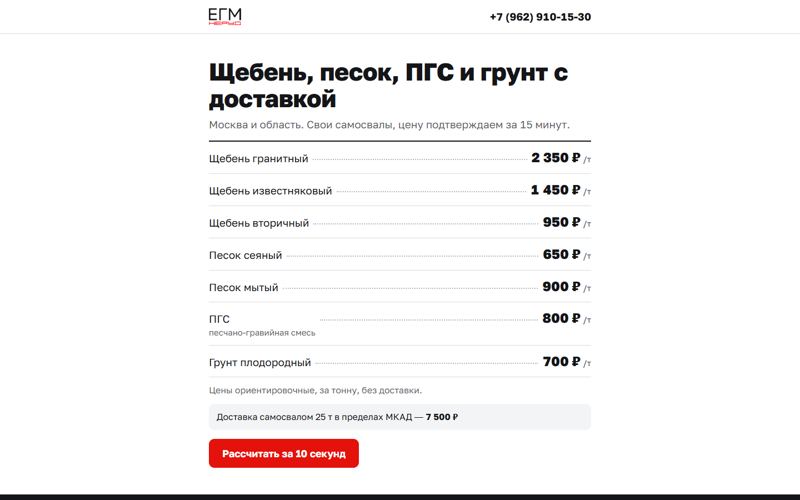 ЕГМ
НЕРУД
+7 (962) 910-15-30
Щебень, песок, ПГС и грунт с
доставкой
Москва и область. Свои самосвалы, цену подтверждаем за 15 минут.
Щебень гранитный 2 350 ₽ /т
Щебень известняковый 1 450 ₽ /т
Щебень вторичный 950 ₽ /т
Песок сеяный 650 ₽ /т
Песок мытый 900 ₽ /т
ПГС 800 ₽ /т
песчано-гравийная смесь
Грунт плодородный 700 ₽ /т
Цены ориентировочные, за тонну, без доставки.
Доставка самосвалом 25 т в пределах МКАД — 7 500 ₽
Рассчитать за 10 секунд